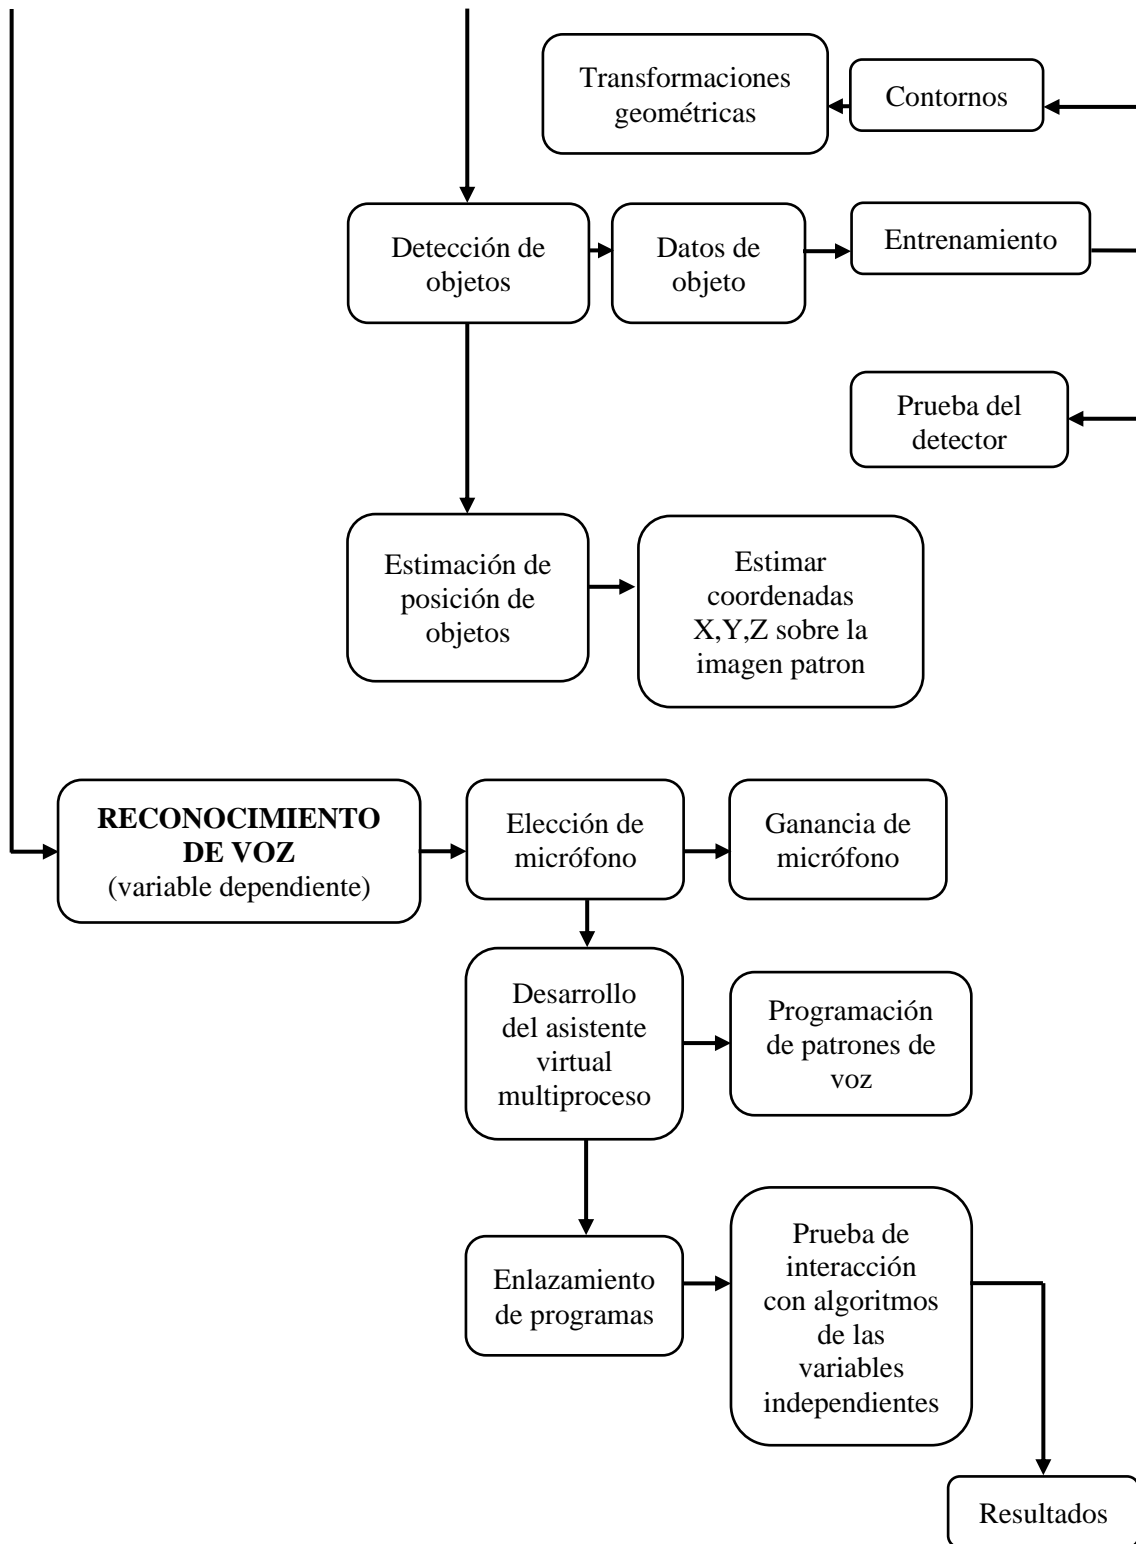 Transformaciones
geométricas
Contornos
Detección de
objetos
Datos de
objeto
Entrenamiento
Prueba del
detector
Estimación de
posición de
objetos
Estimar
coordenadas
X,Y,Z sobre la
imagen patron
RECONOCIMIENTO
DE VOZ
(variable dependiente)
Elección de
micrófono
Ganancia de
micrófono
Desarrollo
del asistente
virtual
multiproceso
Programación
de patrones de
voz
Enlazamiento
de programas
Prueba de
interacción
con algoritmos
de las
variables
independientes
Resultados